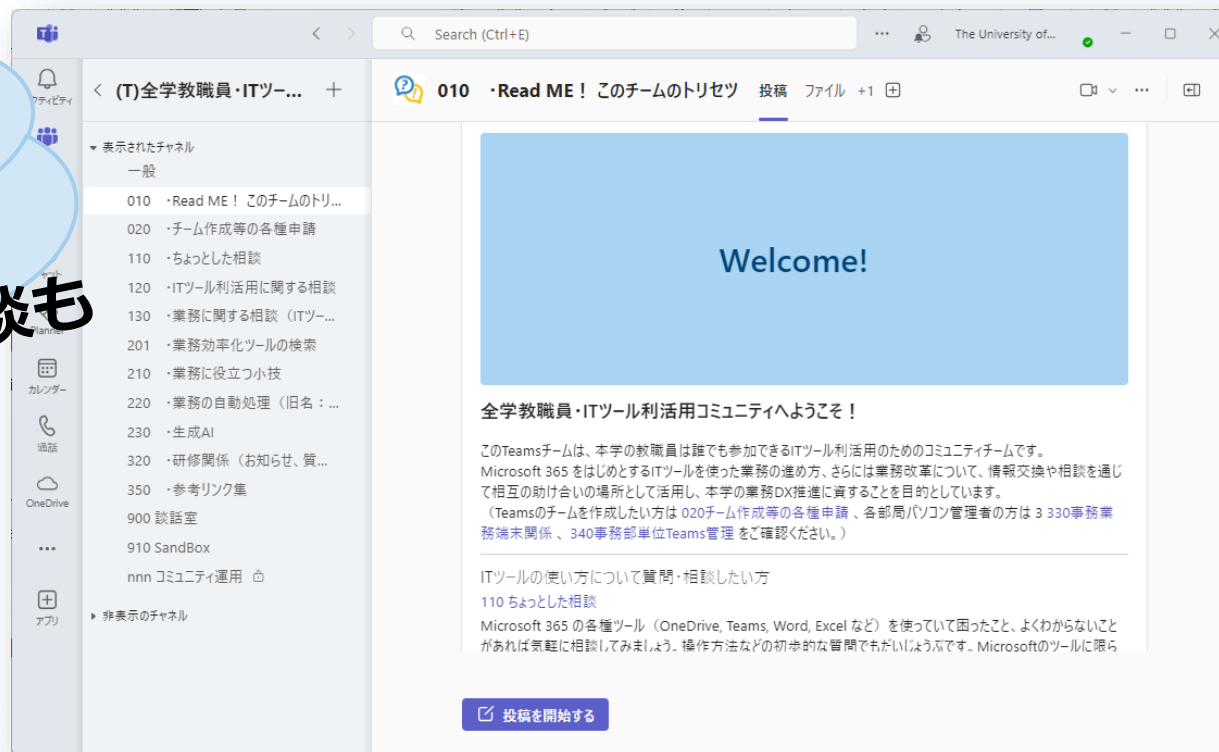 Search (Ctrl+E)
The University of...
クティビティ
(T)全学教職員・ITツー...
010 ・Read ME！ このチームのトリセツ
投稿
ファイル
+1
表示されたチャネル
一般
010 ・Read ME！ このチームのトリ...
020 ・チーム作成等の各種申請
110 ・ちょっとした相談
120 ・ITツール利活用に関する相談
130 ・業務に関する相談（ITツー...
201 ・業務効率化ツールの検索
210 ・業務に役立つ小技
220 ・業務の自動処理（旧名：...
230 ・生成AI
320 ・研修関係（お知らせ、質...
350 ・参考リンク集
900 談話室
910 SandBox
nnn コミュニティ運用
非表示のチャネル
談も
Planner
カレンダー
通話
OneDrive
アプリ
Welcome!
全学教職員・ITツール利活用コミュニティへようこそ！
このTeamsチームは、本学の教職員は誰でも参加できるITツール利活用のためのコミュニティチームです。
Microsoft 365 をはじめとするITツールを使った業務の進め方、さらには業務改革について、情報交換や相談を通じ
て相互の助け合いの場所として活用し、本学の業務DX推進に資することを目的としています。
（Teamsのチームを作成したい方は 020チーム作成等の各種申請 、各部局パソコン管理者の方は 3 330事務業
務端末関係 、 340事務部単位Teams管理 をご確認ください。）
ITツールの使い方について質問・相談したい方
110 ちょっとした相談
Microsoft 365 の各種ツール（OneDrive, Teams, Word, Excel など）を使っていて困ったこと、よくわからないこと
があれば気軽に相談してみましょう。操作方法などの初歩的な質問でもだいじょうぶです。Microsoftのツールに限ら
投稿を開始する